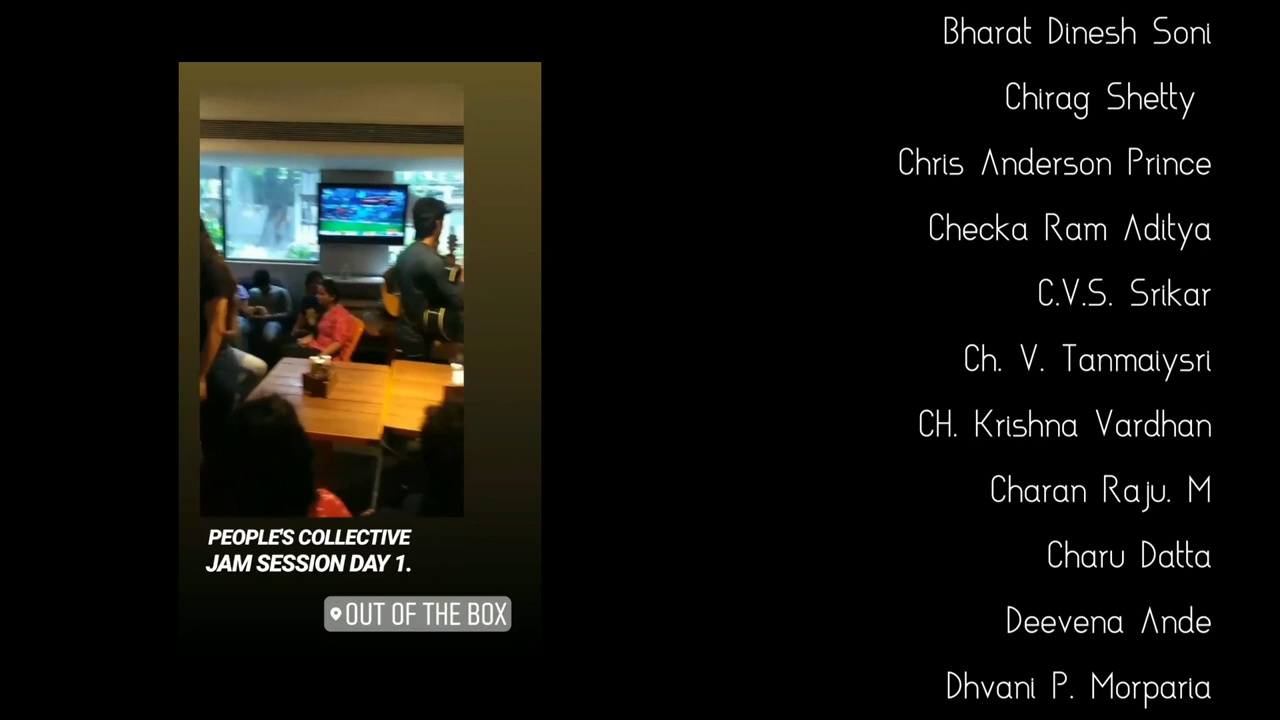 PEOPLE'S COLLECTIVE
JAM SESSION DAY 1.
OUT OF THE BOX
Bharat Dinesh Soni
Chirag Shetty
Chris Anderson Prince
Checka Ram Aditya
C.V.S. Srikar
Ch. V. Tanmaiysri
CH. Krishna Vardhan
Charan Raju. M
Charu Datta
Deevena Ande
Dhvani P. Morparia